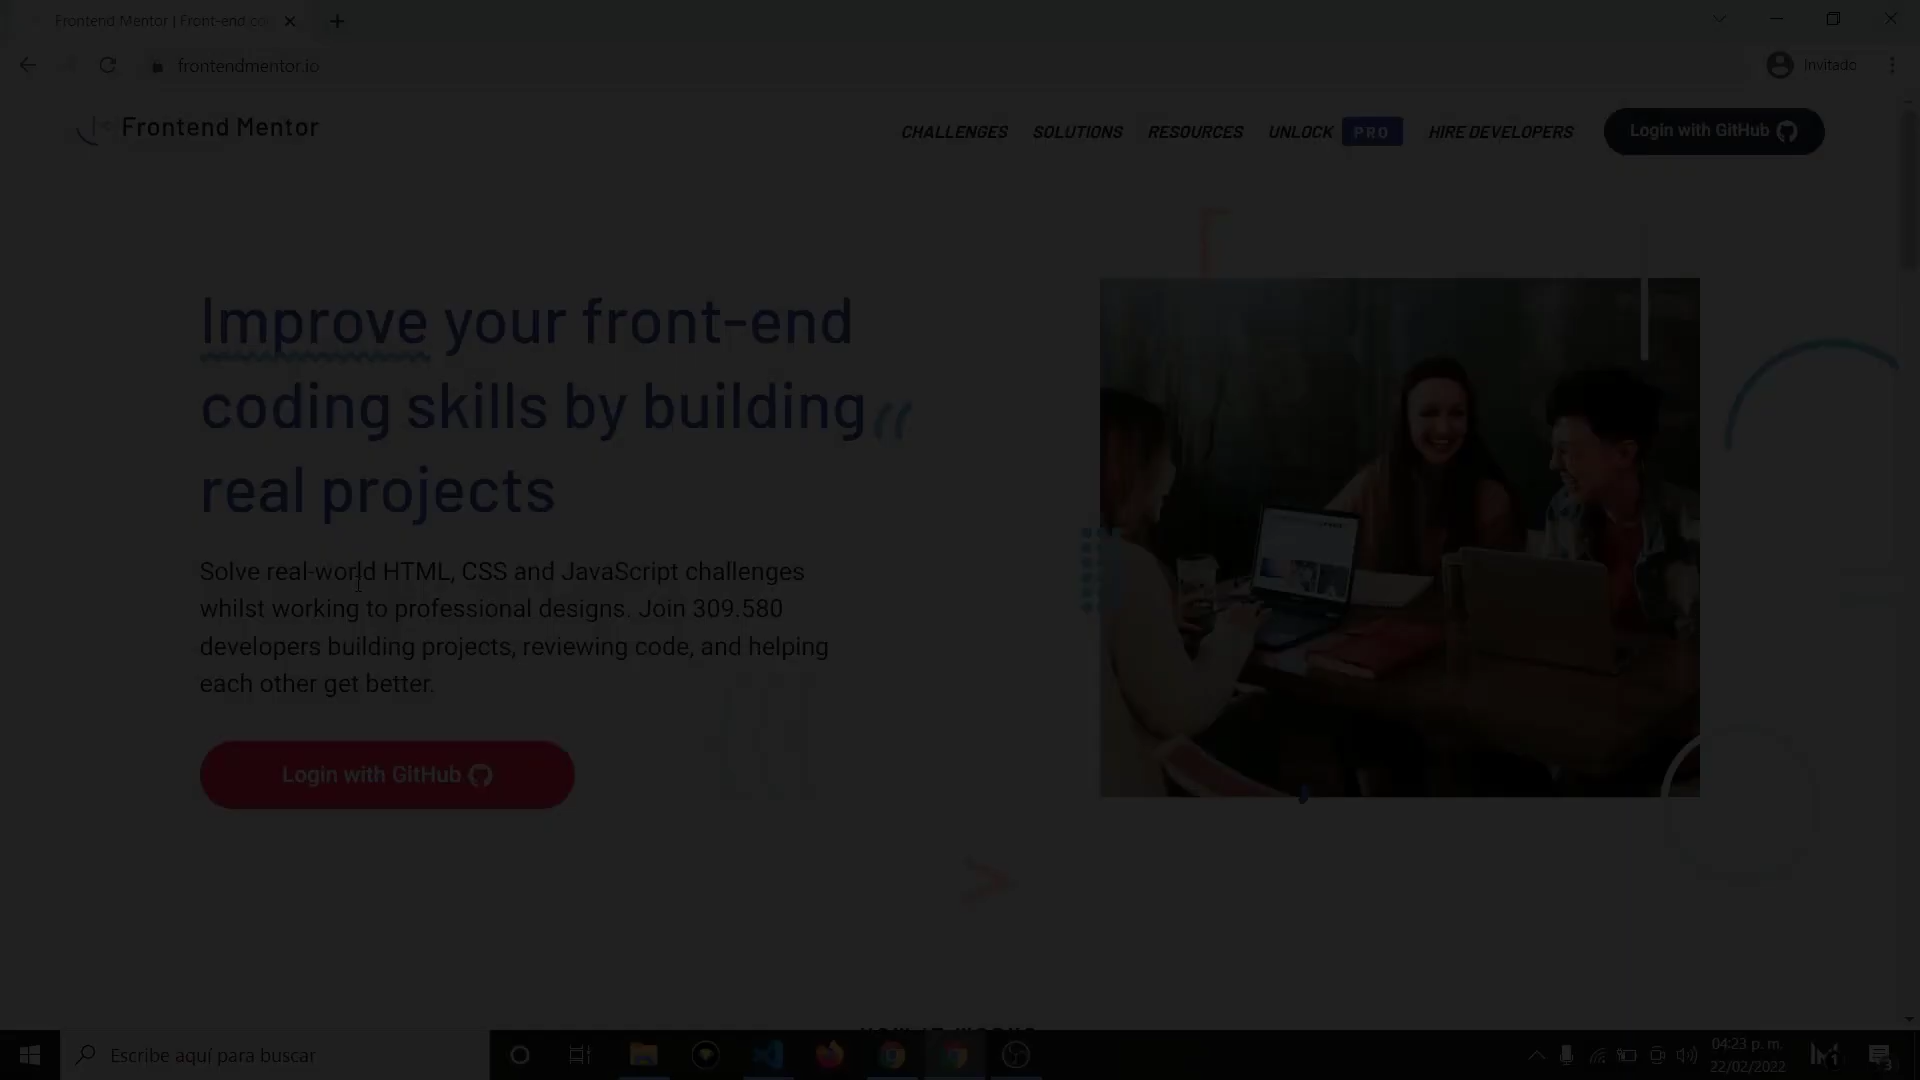 Frontend Mentor | Front-end co
frontendmentor.io
Invitado
Frontend Mentor
CHALLENGES
SOLUTIONS
RESOURCES
UNLOCK PRO
HIRE DEVELOPERS
Login with GitHub
Improve your front-end
coding skills by building
real projects
Solve real-world HTML, CSS and JavaScript challenges
whilst working to professional designs. Join 309.580
developers building projects, reviewing code, and helping
each other get better.
Login with GitHub
Escribe aquí para buscar
04:23 p. m.
22/02/2022
1
3